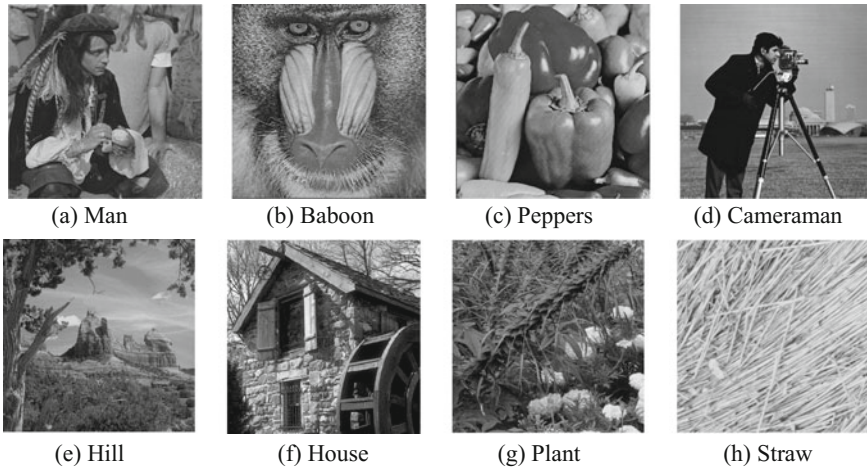 (a) Man
(b) Baboon
(c) Peppers
(d) Cameraman
(e) Hill
(f) House
(g) Plant
(h) Straw